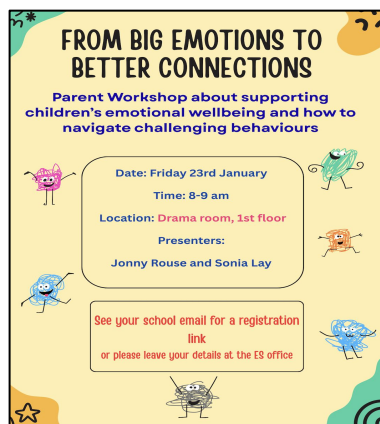 FROM BIG EMOTIONS TO
BETTER CONNECTIONS
Parent Workshop about supporting
children's emotional wellbeing and how to
navigate challenging behaviours
Date: Friday 23rd January
Time: 8-9 am
Location: Drama room, 1st floor
Presenters:
Jonny Rouse and Sonia Lay
See your school email for a registration
link
or please leave your details at the ES office